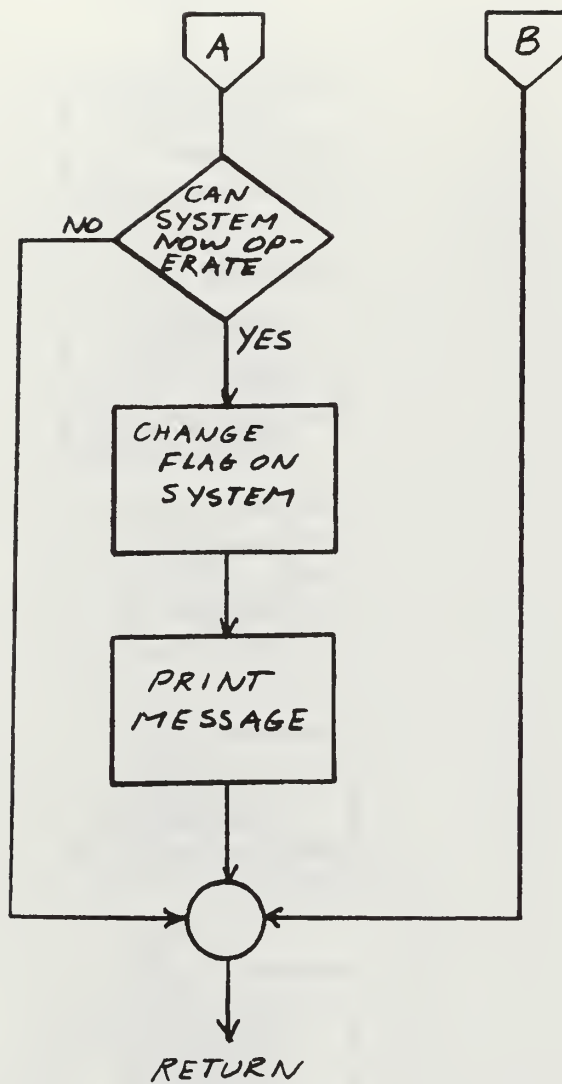 A
B
CAN
SYSTEM
NOW OP-
ERATE
NO
YES
CHANGE
FLAG ON
SYSTEM
PRINT
MESSAGE
RETURN